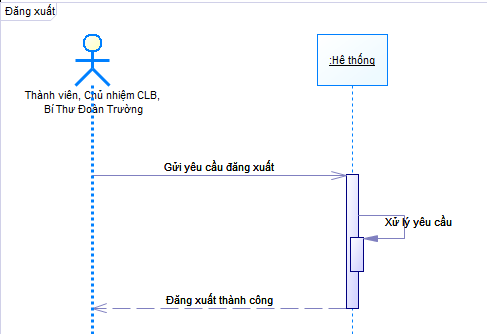 Đăng xuất
:Hệ thống
Thành viên, Chủ nhiệm CLB,
Bí Thư Đoàn Trường
Gửi yêu cầu đăng xuất
Xử lý yêu cầu
Đăng xuất thành công